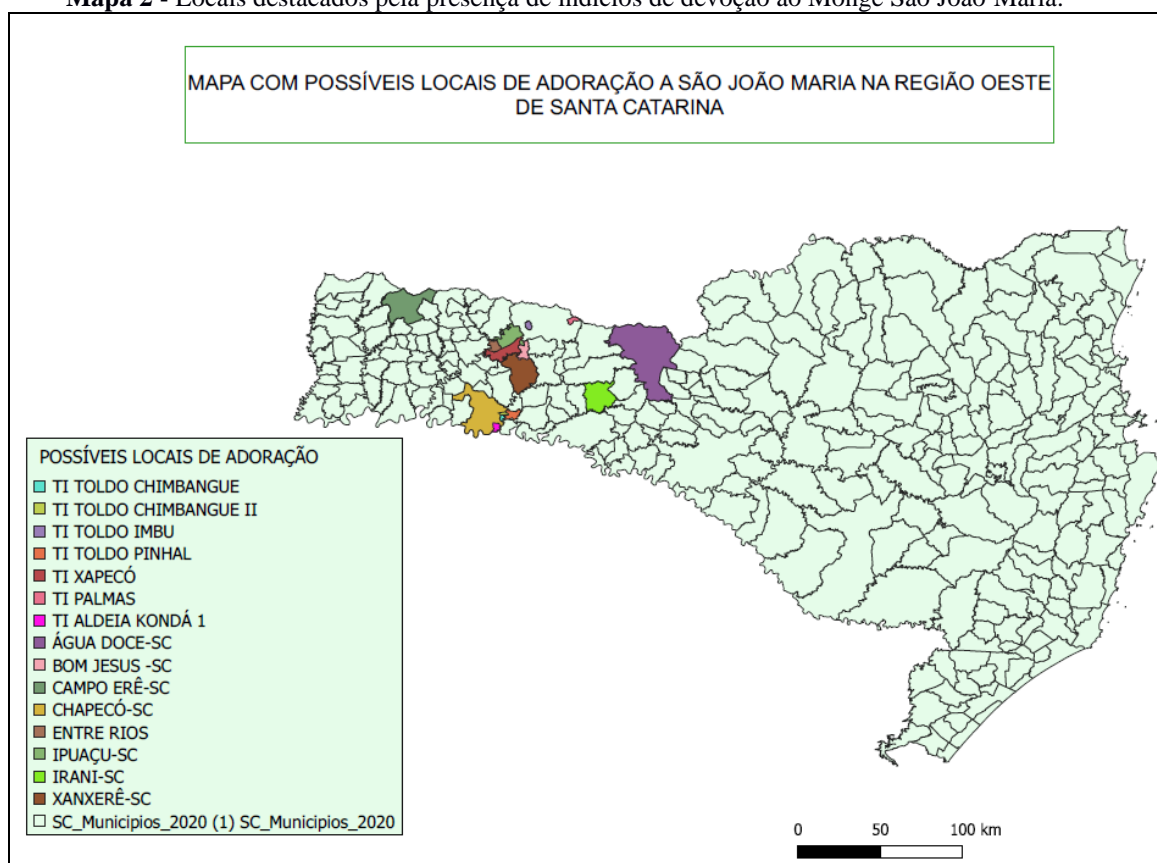 Mapa 2 - Locais destacados pela presença de indícios de devoção ao Monge São João Maria.
MAPA COM POSSÍVEIS LOCAIS DE ADORAÇÃO A SÃO JOÃO MARIA NA REGIÃO OESTE
DE SANTA CATARINA
POSSÍVEIS LOCAIS DE ADORAÇÃO
TI TOLDO CHIMBANGUE
TI TOLDO CHIMBANGUE II
TI TOLDO IMBU
TI TOLDO PINHAL
TI XAPECÓ
TI PALMAS
TI ALDEIA KONDÁ 1
ÁGUA DOCE-SC
BOM JESUS -SC
CAMPO ERÊ-SC
CHAPECÓ-SC
ENTRE RIOS
IPUAÇU-SC
IRANI-SC
XANXERÊ-SC
SC_Municipios_2020 (1) SC_Municipios_2020
0 50 100 km